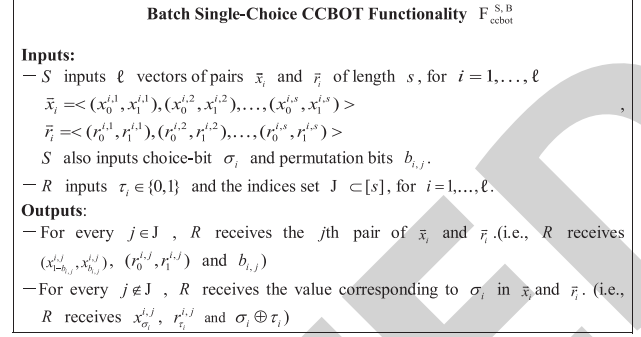 Batch Single-Choice CCBOT Functionality F_{ccbot}^{S, B}
Inputs:
— S inputs ℓ vectors of pairs x̄_i and r̄_i of length s, for i = 1,…,ℓ
x̄_i =< (x_0^{i,1}, x_1^{i,1}), (x_0^{i,2}, x_1^{i,2}),…, (x_0^{i,s}, x_1^{i,s}) > ,
r̄_i =< (r_0^{i,1}, r_1^{i,1}), (r_0^{i,2}, r_1^{i,2}),…, (r_0^{i,s}, r_1^{i,s}) >
S also inputs choice-bit σ_i and permutation bits b_{i,j}.
— R inputs τ_i ∈ {0,1} and the indices set J ⊂ [s], for i = 1,…,ℓ.
Outputs:
— For every j ∈ J , R receives the jth pair of x̄_i and r̄_i .(i.e., R receives
(x_{1−b_{i,j}}^{i,j}, x_{b_{i,j}}^{i,j}), (r_0^{i,j}, r_1^{i,j}) and b_{i,j})
—For every j ∉ J , R receives the value corresponding to σ_i in x̄_i and r̄_i. (i.e.,
R receives x_{σ_i}^{i,j}, r_{τ_i}^{i,j} and σ_i ⊕ τ_i)